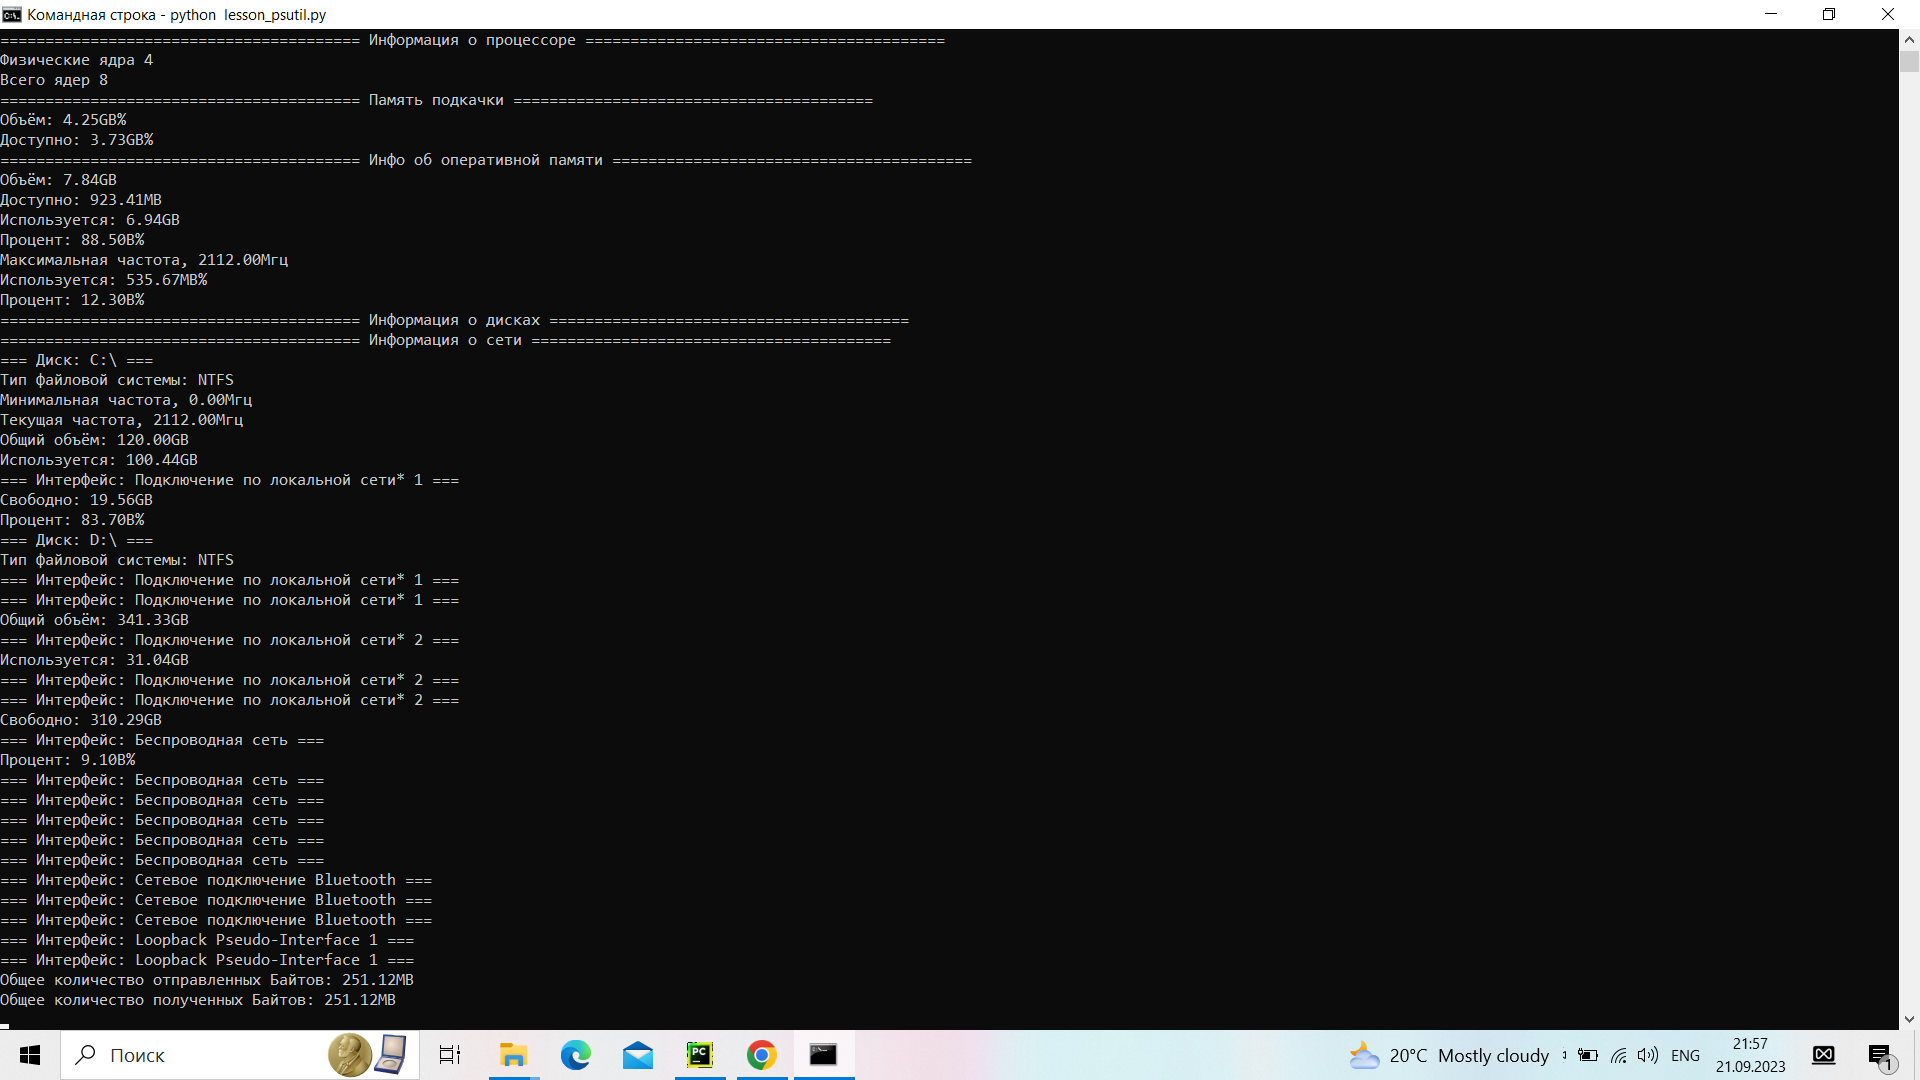 Командная строка - python  lesson_psutil.py
======================================== Информация о процессоре ========================================
Физические ядра 4
Всего ядер 8
======================================== Память подкачки ========================================
Объём: 4.25GB%
Доступно: 3.73GB%
======================================== Инфо об оперативной памяти ========================================
Объём: 7.84GB
Доступно: 923.41MB
Используется: 6.94GB
Процент: 88.50B%
Максимальная частота, 2112.00Мгц
Используется: 535.67MB%
Процент: 12.30B%
======================================== Информация о дисках ========================================
======================================== Информация о сети ========================================
=== Диск: C:\ ===
Тип файловой системы: NTFS
Минимальная частота, 0.00Мгц
Текущая частота, 2112.00Мгц
Общий объём: 120.00GB
Используется: 100.44GB
=== Интерфейс: Подключение по локальной сети* 1 ===
Свободно: 19.56GB
Процент: 83.70B%
=== Диск: D:\ ===
Тип файловой системы: NTFS
=== Интерфейс: Подключение по локальной сети* 1 ===
=== Интерфейс: Подключение по локальной сети* 1 ===
Общий объём: 341.33GB
=== Интерфейс: Подключение по локальной сети* 2 ===
Используется: 31.04GB
=== Интерфейс: Подключение по локальной сети* 2 ===
=== Интерфейс: Подключение по локальной сети* 2 ===
Свободно: 310.29GB
=== Интерфейс: Беспроводная сеть ===
Процент: 9.10B%
=== Интерфейс: Беспроводная сеть ===
=== Интерфейс: Беспроводная сеть ===
=== Интерфейс: Беспроводная сеть ===
=== Интерфейс: Беспроводная сеть ===
=== Интерфейс: Беспроводная сеть ===
=== Интерфейс: Сетевое подключение Bluetooth ===
=== Интерфейс: Сетевое подключение Bluetooth ===
=== Интерфейс: Сетевое подключение Bluetooth ===
=== Интерфейс: Loopback Pseudo-Interface 1 ===
=== Интерфейс: Loopback Pseudo-Interface 1 ===
Общее количество отправленных Байтов: 251.12MB
Общее количество полученных Байтов: 251.12MB
Поиск
PC
20°C Mostly cloudy
ENG
21:57
21.09.2023
1